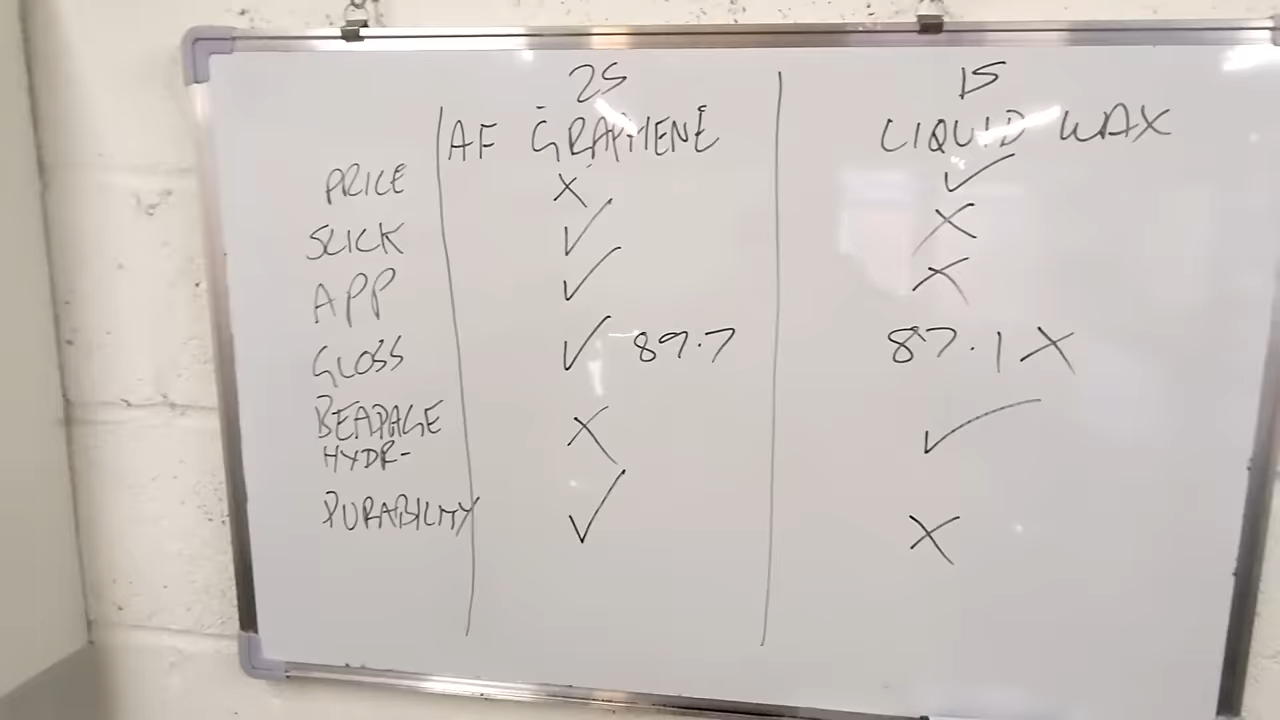 25 15
AF GRAPHENE LIQUID WAX
PRICE X ✓
SLICK ✓ X
APP ✓ X
GLOSS ✓ 89.7 87.1 X
BEADAGE X ✓
HYDR-
DURABILITY ✓ X